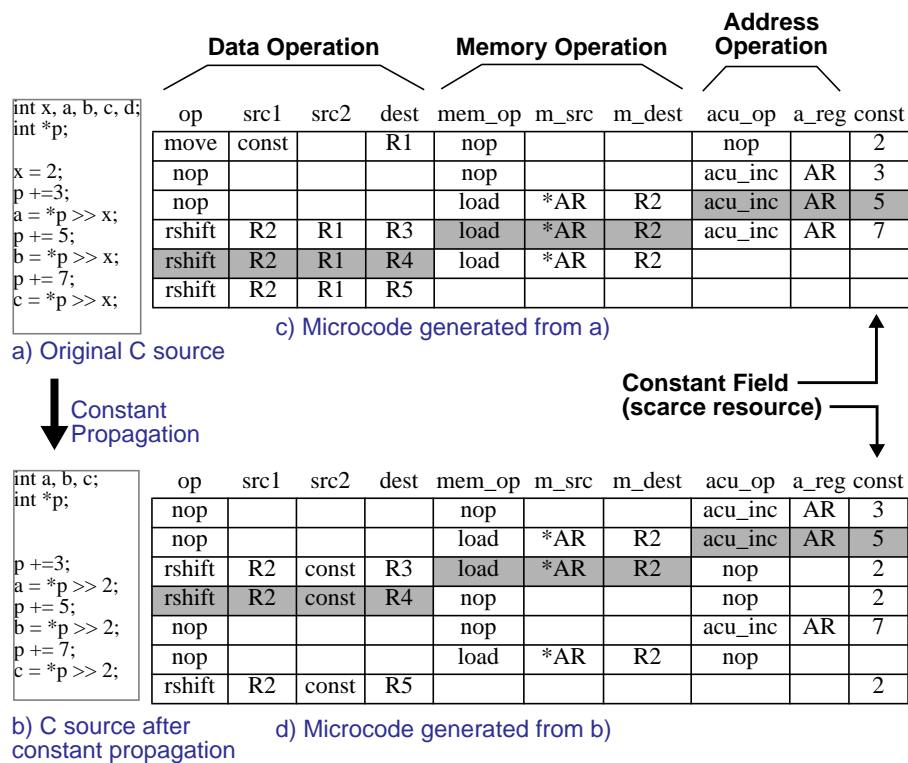 Data Operation
Memory Operation
Address
Operation
int x, a, b, c, d;
int *p;
x = 2;
p +=3;
a = *p >> x;
p += 5;
b = *p >> x;
p += 7;
c = *p >> x;
op src1 src2 dest mem_op m_src m_dest acu_op a_reg const
move const R1 nop nop 2
nop nop acu_inc AR 3
nop load *AR R2 acu_inc AR 5
rshift R2 R1 R3 load *AR R2 acu_inc AR 7
rshift R2 R1 R4 load *AR R2
rshift R2 R1 R5
c) Microcode generated from a)
a) Original C source
Constant
Propagation
Constant Field
(scarce resource)
int a, b, c;
int *p;
p +=3;
a = *p >> 2;
p += 5;
b = *p >> 2;
p += 7;
c = *p >> 2;
op src1 src2 dest mem_op m_src m_dest acu_op a_reg const
nop nop acu_inc AR 3
nop load *AR R2 acu_inc AR 5
rshift R2 const R3 load *AR R2 nop 2
rshift R2 const R4 nop nop 2
nop nop acu_inc AR 7
nop load *AR R2 nop
rshift R2 const R5 2
b) C source after
constant propagation
d) Microcode generated from b)